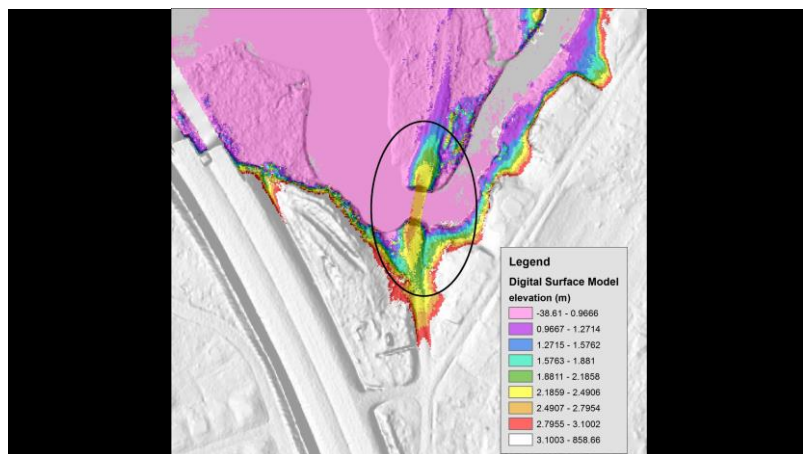 Legend
Digital Surface Model
elevation (m)
-38.61 - 0.9666
0.9667 - 1.2714
1.2715 - 1.5762
1.5763 - 1.881
1.8811 - 2.1858
2.1859 - 2.4906
2.4907 - 2.7954
2.7955 - 3.1002
3.1003 - 858.66